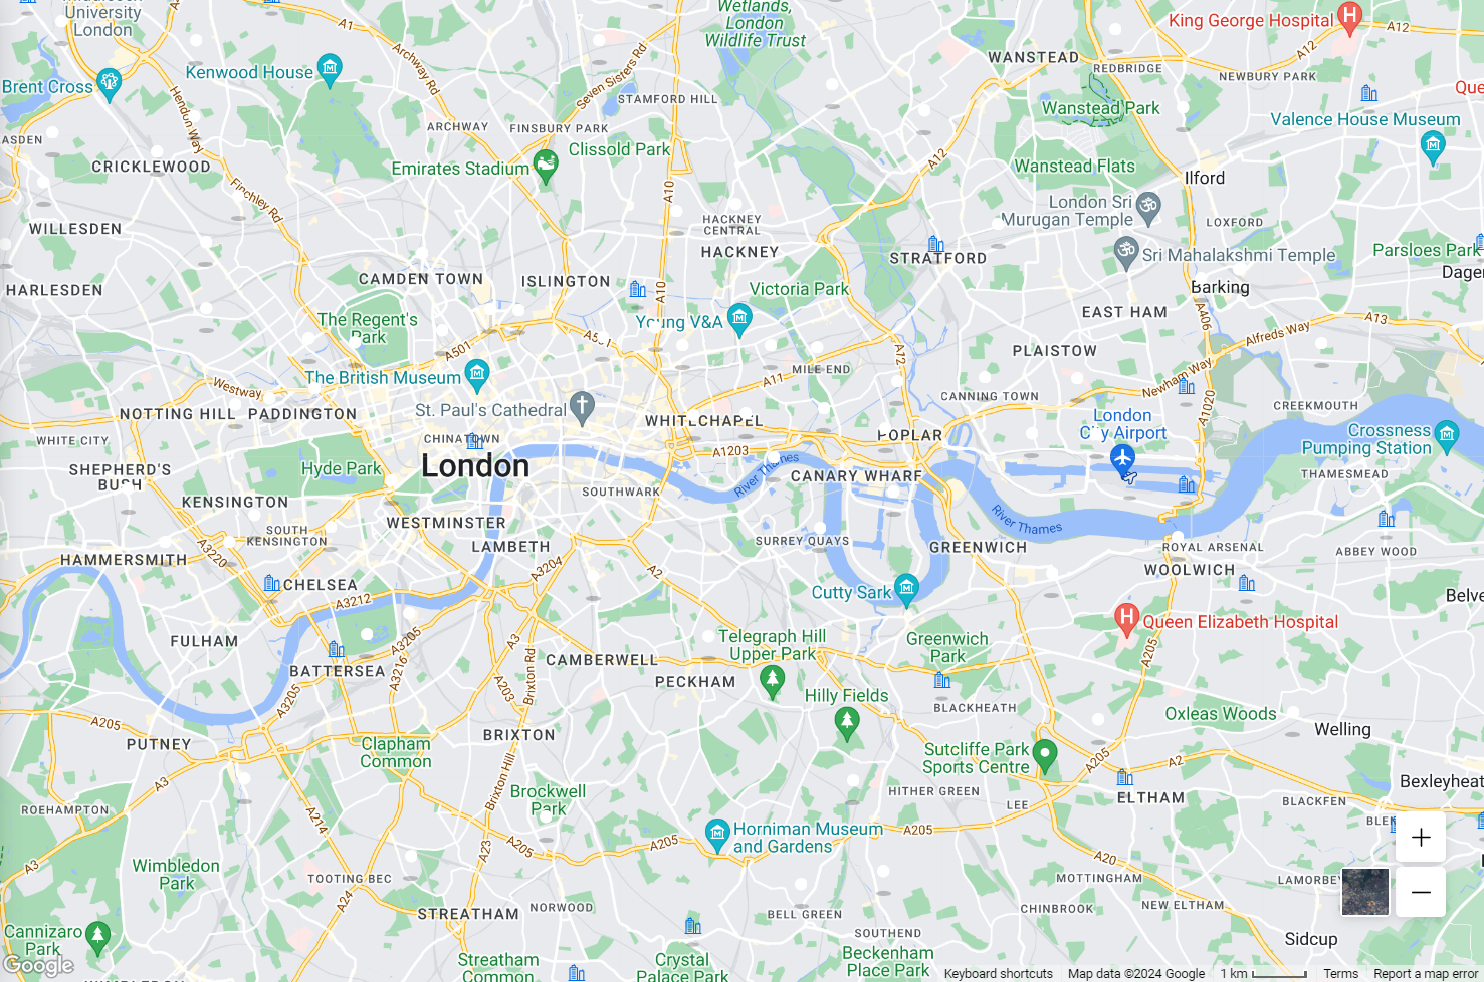 Middlesex
University
London
A1
Archway Rd
Seven Sisters Rd
Wetlands,
London
Wildlife Trust
WANSTEAD
King George Hospital
A12
A12
REDBRIDGE
NEWBURY PARK
Kenwood House
Brent Cross
Hendon Way
STAMFORD HILL
Wanstead Park
Valence House Museum
ARCHWAY
FINSBURY PARK
Clissold Park
A12
CRICKLEWOOD
Emirates Stadium
Wanstead Flats
Ilford
Finchley Rd
A10
London Sri
Murugan Temple
LOXFORD
HACKNEY
CENTRAL
WILLESDEN
HACKNEY
STRATFORD
Sri Mahalakshmi Temple
Parsloes Park
CAMDEN TOWN
ISLINGTON
HARLESDEN
A10
Victoria Park
Barking
EAST HAM
A406
The Regent's
Park
Young V&A
A501
A12
Alfreds Way
A13
PLAISTOW
The British Museum
MILE END
A11
Newham Way
Westway
CANNING TOWN
A1020
CREEKMOUTH
NOTTING HILL
PADDINGTON
St. Paul's Cathedral
WHITECHAPEL
London
City Airport
WHITE CITY
CHINATOWN
POPLAR
Crossness
Pumping Station
A1203
London
Hyde Park
River Thames
SHEPHERD'S
BUSH
CANARY WHARF
THAMESMEAD
KENSINGTON
SOUTHWARK
WESTMINSTER
River Thames
SOUTH
KENSINGTON
LAMBETH
SURREY QUAYS
GREENWICH
ROYAL ARSENAL
ABBEY WOOD
HAMMERSMITH
A3220
A3204
A2
WOOLWICH
CHELSEA
Cutty Sark
A3212
Queen Elizabeth Hospital
FULHAM
A3205
A3
Telegraph Hill
Upper Park
Greenwich
Park
A205
BATTERSEA
A3216
CAMBERWELL
PECKHAM
A203
Brixton Rd
Hilly Fields
A3205
BLACKHEATH
Oxleas Woods
A205
Welling
PUTNEY
Clapham
Common
BRIXTON
Sutcliffe Park
Sports Centre
A205
A2
A3
Brixton Hill
Brockwell
Park
HITHER GREEN
ELTHAM
BLACKFEN
LEE
ROEHAMPTON
A214
Horniman Museum
and Gardens
A205
A205
A205
A23
A3
A20
Wimbledon
Park
TOOTING BEC
MOTTINGHAM
A24
NORWOOD
STREATHAM
BELL GREEN
CHINBROOK
NEW ELTHAM
Cannizaro
Park
SOUTHEND
Sidcup
Streatham
Common
Crystal
Palace Park
Beckenham
Place Park
Google
Keyboard shortcuts
Map data ©2024 Google
1 km
Terms
Report a map error